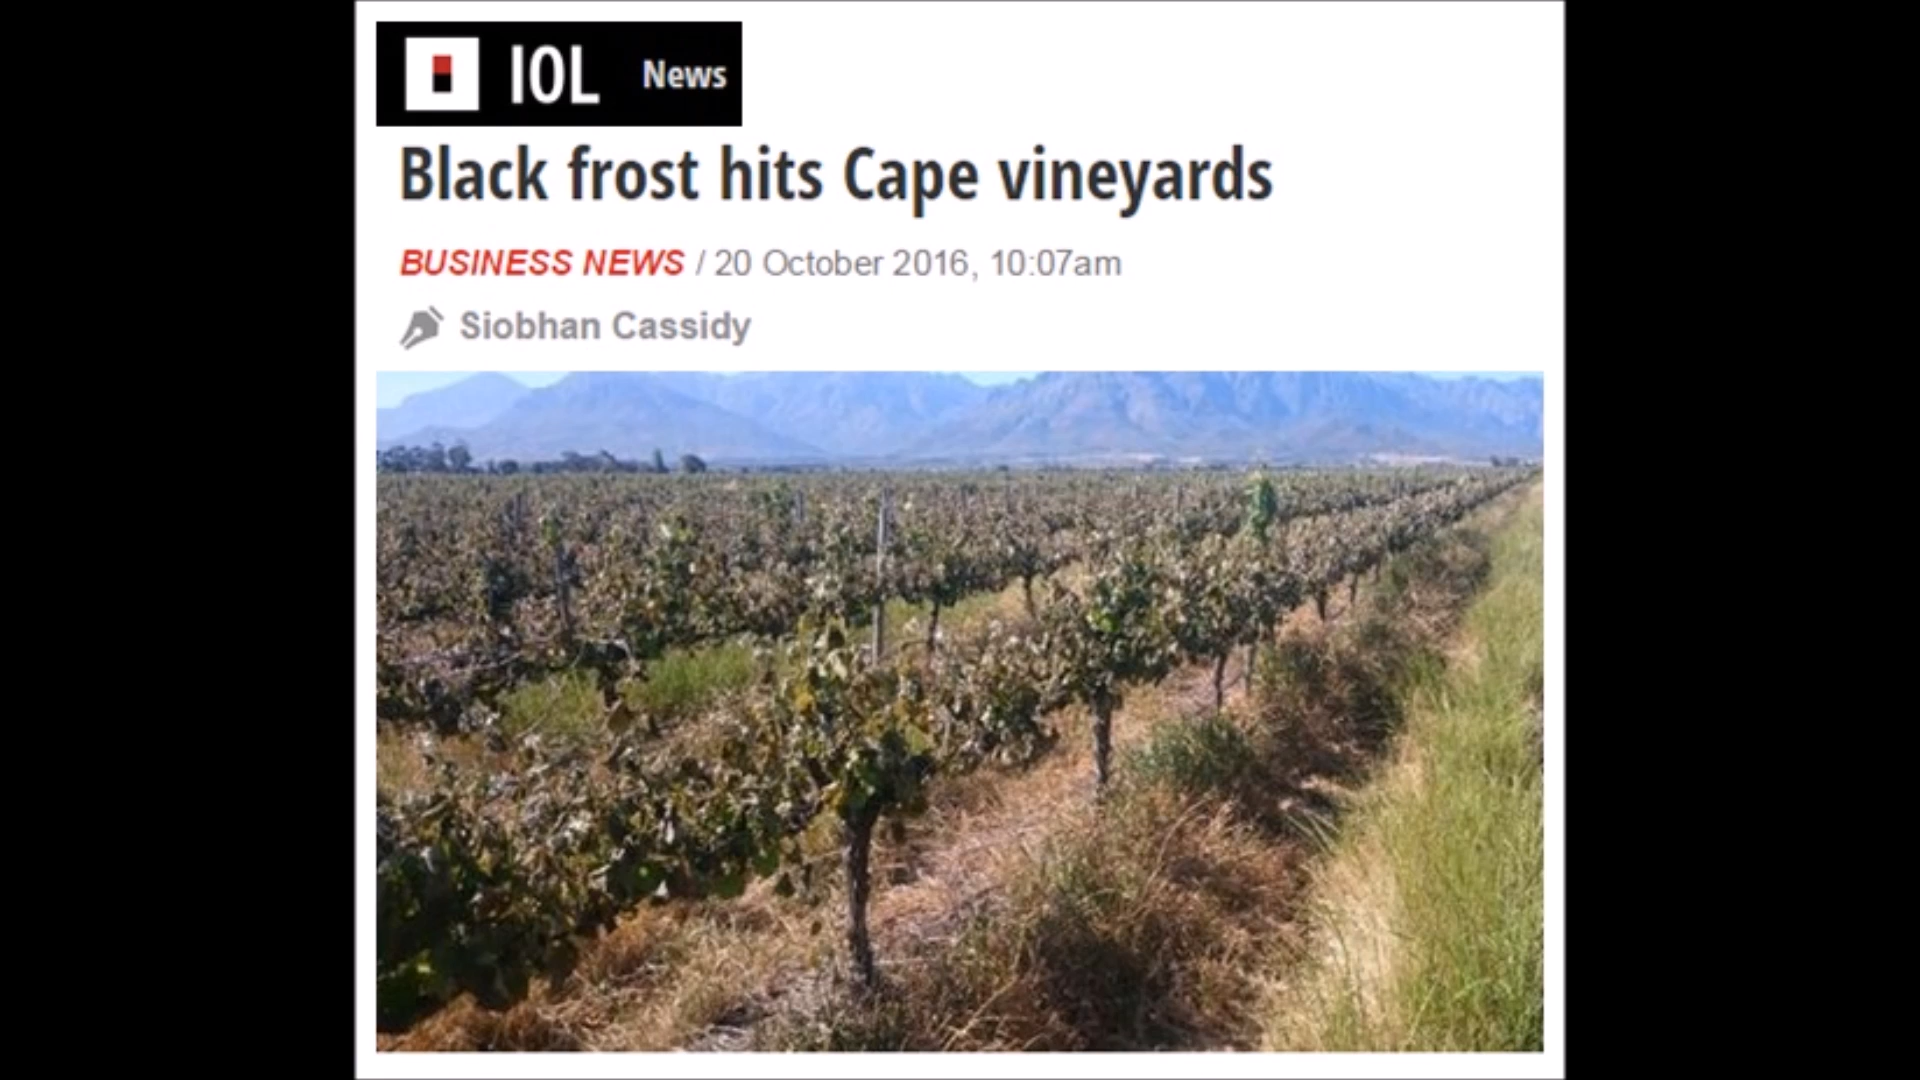 IOL News
Black frost hits Cape vineyards
BUSINESS NEWS / 20 October 2016, 10:07am
Siobhan Cassidy